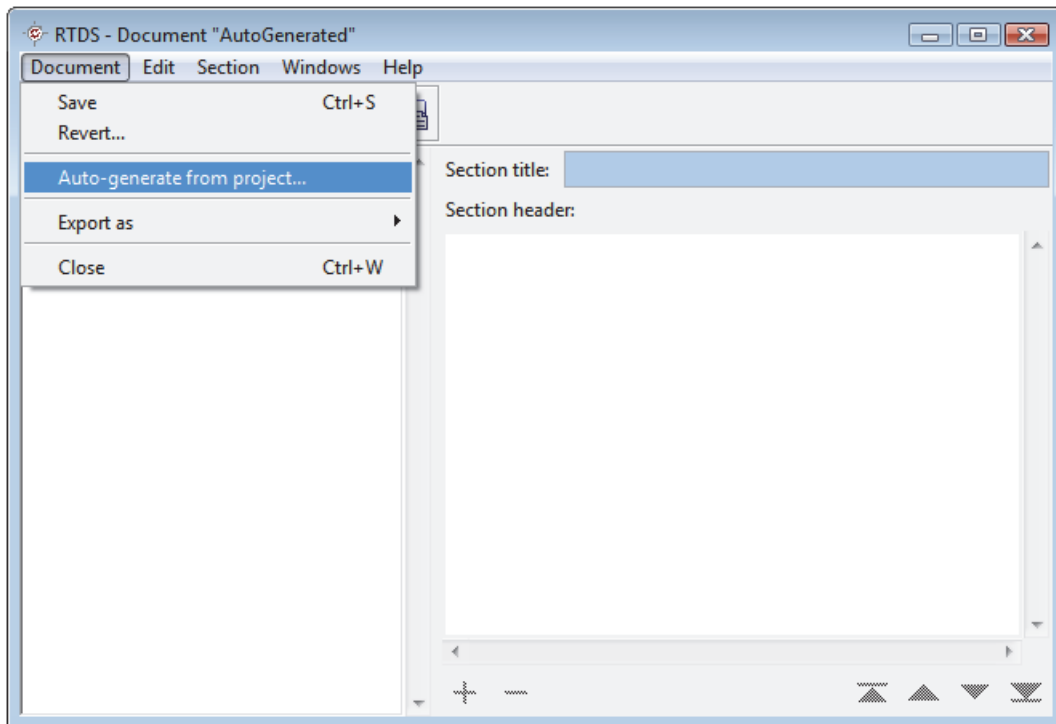 RTDS - Document "AutoGenerated"
Document Edit Section Windows Help
Save Ctrl+S
Revert...
Auto-generate from project...
Export as
Close Ctrl+W
Section title:
Section header: